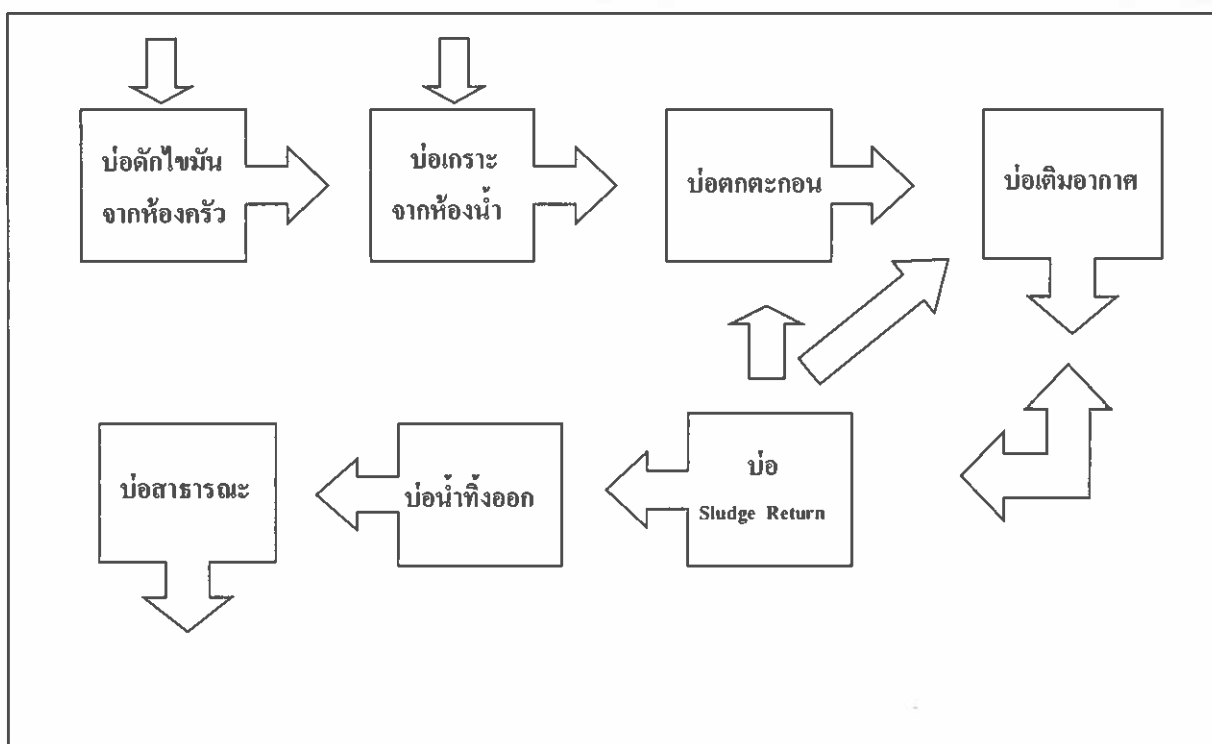 บ่อดักไขมัน
จากห้องครัว
บ่อเกราะ
จากห้องน้ำ
บ่อตกตะกอน
บ่อเติมอากาศ
บ่อสาธารณะ
บ่อน้ำทิ้งออก
บ่อ
Sludge Return